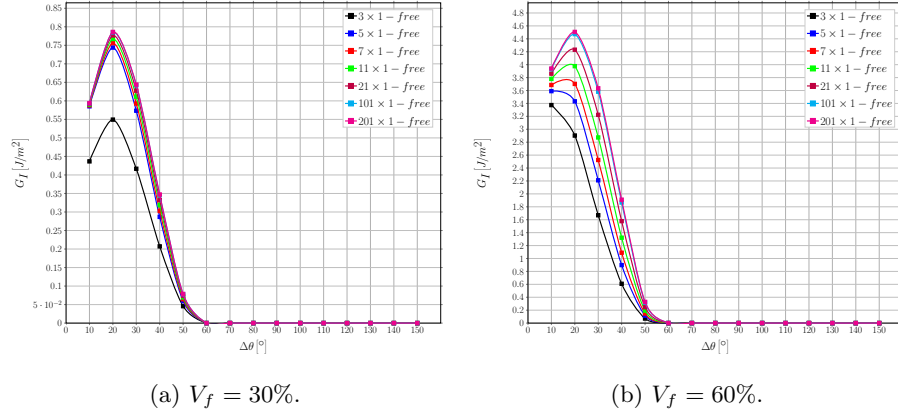 0.85
0.8
0.75
0.7
0.65
0.6
0.55
0.5
0.45
0.4
0.35
0.3
0.25
0.2
0.15
0.1
5 · 10⁻²
0
G_I [J/m²]
0 10 20 30 40 50 60 70 80 90 100 110 120 130 140 150
Δθ [°]
3 × 1 − free
5 × 1 − free
7 × 1 − free
11 × 1 − free
21 × 1 − free
101 × 1 − free
201 × 1 − free
(a) V_f = 30%.
4.8
4.6
4.4
4.2
4
3.8
3.6
3.4
3.2
3
2.8
2.6
2.4
2.2
2
1.8
1.6
1.4
1.2
1
0.8
0.6
0.4
0.2
0
G_I [J/m²]
0 10 20 30 40 50 60 70 80 90 100 110 120 130 140 150
Δθ [°]
3 × 1 − free
5 × 1 − free
7 × 1 − free
11 × 1 − free
21 × 1 − free
101 × 1 − free
201 × 1 − free
(b) V_f = 60%.